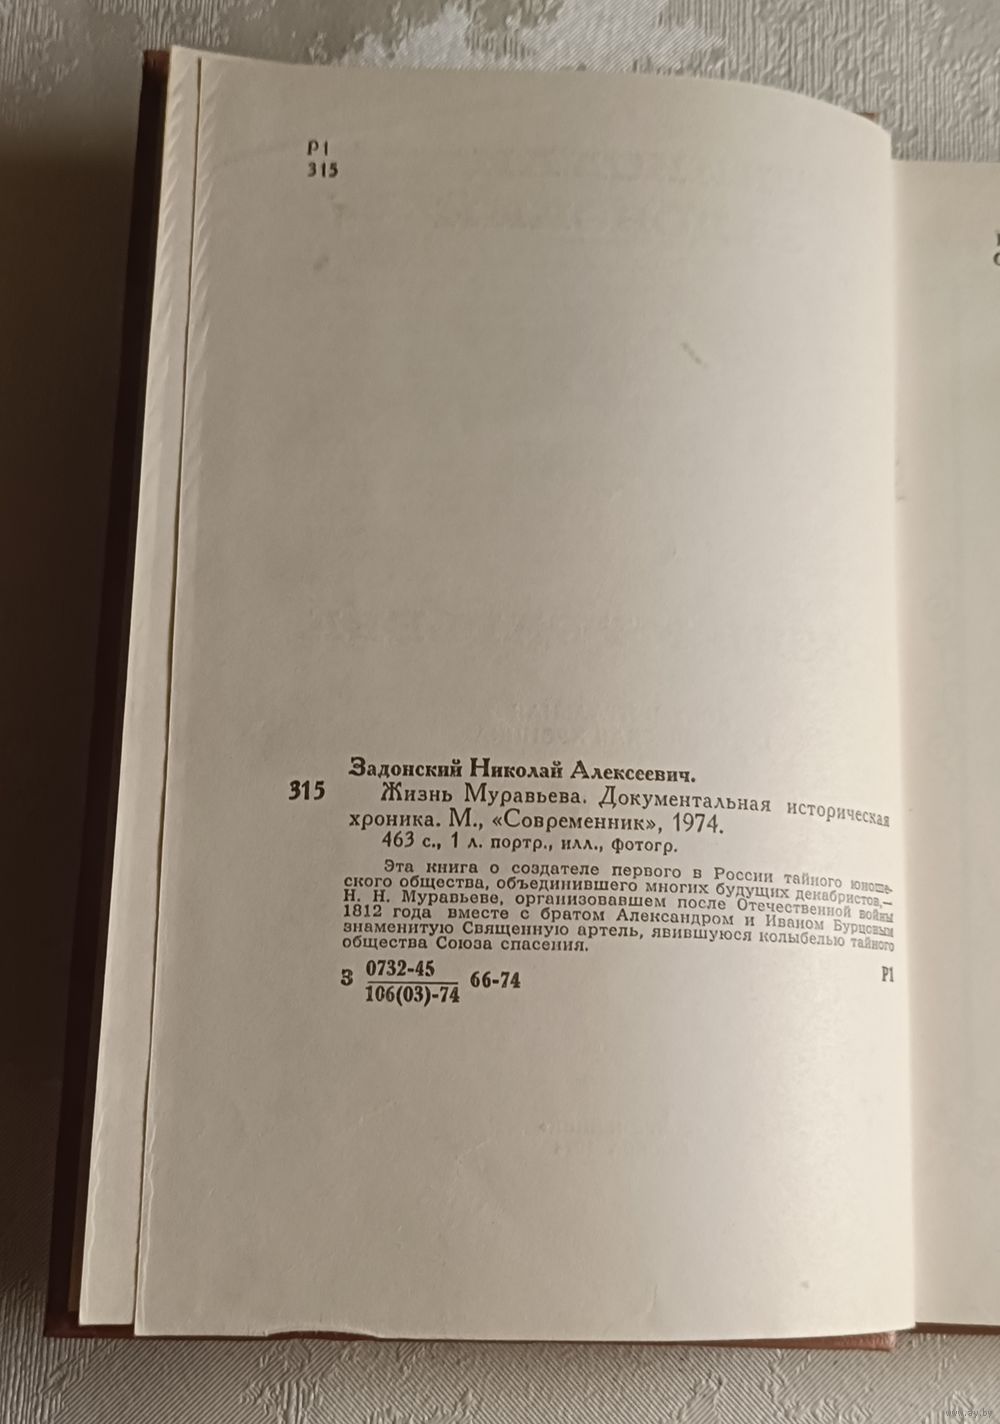 Р1
315
Задонский Николай Алексеевич.
315
Жизнь Муравьева. Документальная историческая
хроника. М., «Современник», 1974.
463 с., 1 л. портр., илл., фотогр.
Эта книга о создателе первого в России тайного юноше-
ского общества, объединившего многих будущих декабристов,—
Н. Н. Муравьеве, организовавшем после Отечественной войны
1812 года вместе с братом Александром и Иваном Бурцовым
знаменитую Священную артель, явившуюся колыбелью тайного
общества Союза спасения.
З 0732-45 66-74 Р1
106(03)-74
www.ay.by